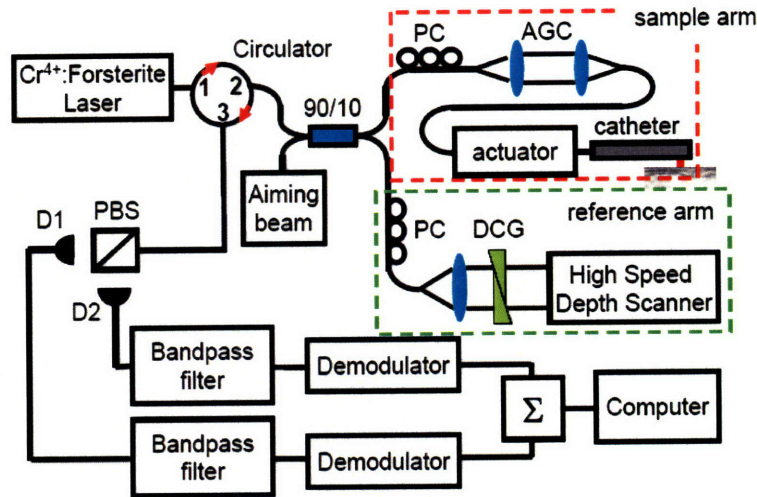 sample arm
PC
AGC
Circulator
Cr⁴⁺:Forsterite
Laser
1
2
3
90/10
catheter
actuator
Aiming
beam
reference arm
D1
PBS
PC
DCG
High Speed
Depth Scanner
D2
Bandpass
filter
Demodulator
Σ
Computer
Bandpass
filter
Demodulator